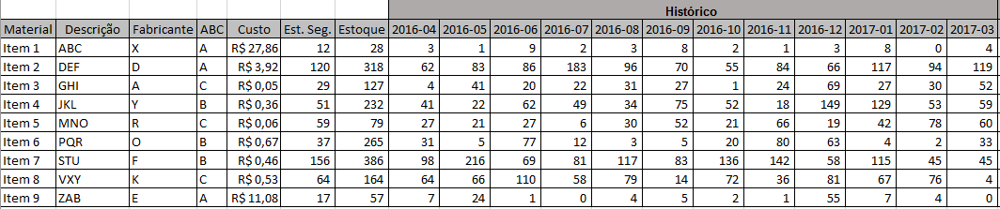 Histórico
Material Descrição Fabricante ABC Custo Est. Seg. Estoque 2016-04 2016-05 2016-06 2016-07 2016-08 2016-09 2016-10 2016-11 2016-12 2017-01 2017-02 2017-03
Item 1 ABC X A R$ 27,86 12 28 3 1 9 2 3 8 2 1 3 8 0 4
Item 2 DEF D A R$ 3,92 120 318 62 83 86 183 96 70 55 84 66 117 94 119
Item 3 GHI A C R$ 0,05 29 127 4 41 20 22 31 27 1 24 69 27 30 52
Item 4 JKL Y B R$ 0,36 51 232 41 22 62 49 34 75 52 18 149 129 53 59
Item 5 MNO R C R$ 0,06 59 79 27 21 27 6 30 52 21 66 19 42 78 60
Item 6 PQR O B R$ 0,67 37 265 31 5 77 12 3 5 20 80 63 4 2 33
Item 7 STU F B R$ 0,46 156 386 98 216 69 81 117 83 136 142 58 115 45 45
Item 8 VXY K C R$ 0,53 64 164 64 66 110 58 79 14 72 36 81 67 76 4
Item 9 ZAB E A R$ 11,08 17 57 7 24 1 0 4 5 2 1 55 7 4 0